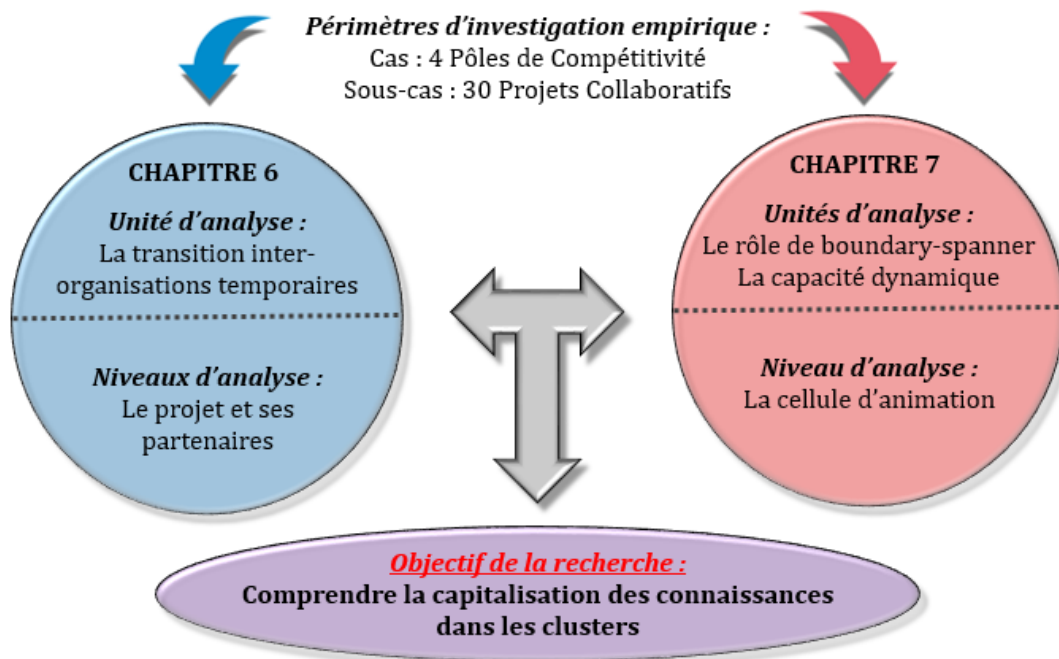 Périmètres d'investigation empirique :
Cas : 4 Pôles de Compétitivité
Sous-cas : 30 Projets Collaboratifs
CHAPITRE 6
Unité d'analyse :
La transition inter-
organisations temporaires
Niveaux d'analyse :
Le projet et ses
partenaires
CHAPITRE 7
Unités d'analyse :
Le rôle de boundary-spanner
La capacité dynamique
Niveau d'analyse :
La cellule d'animation
Objectif de la recherche :
Comprendre la capitalisation des connaissances
dans les clusters